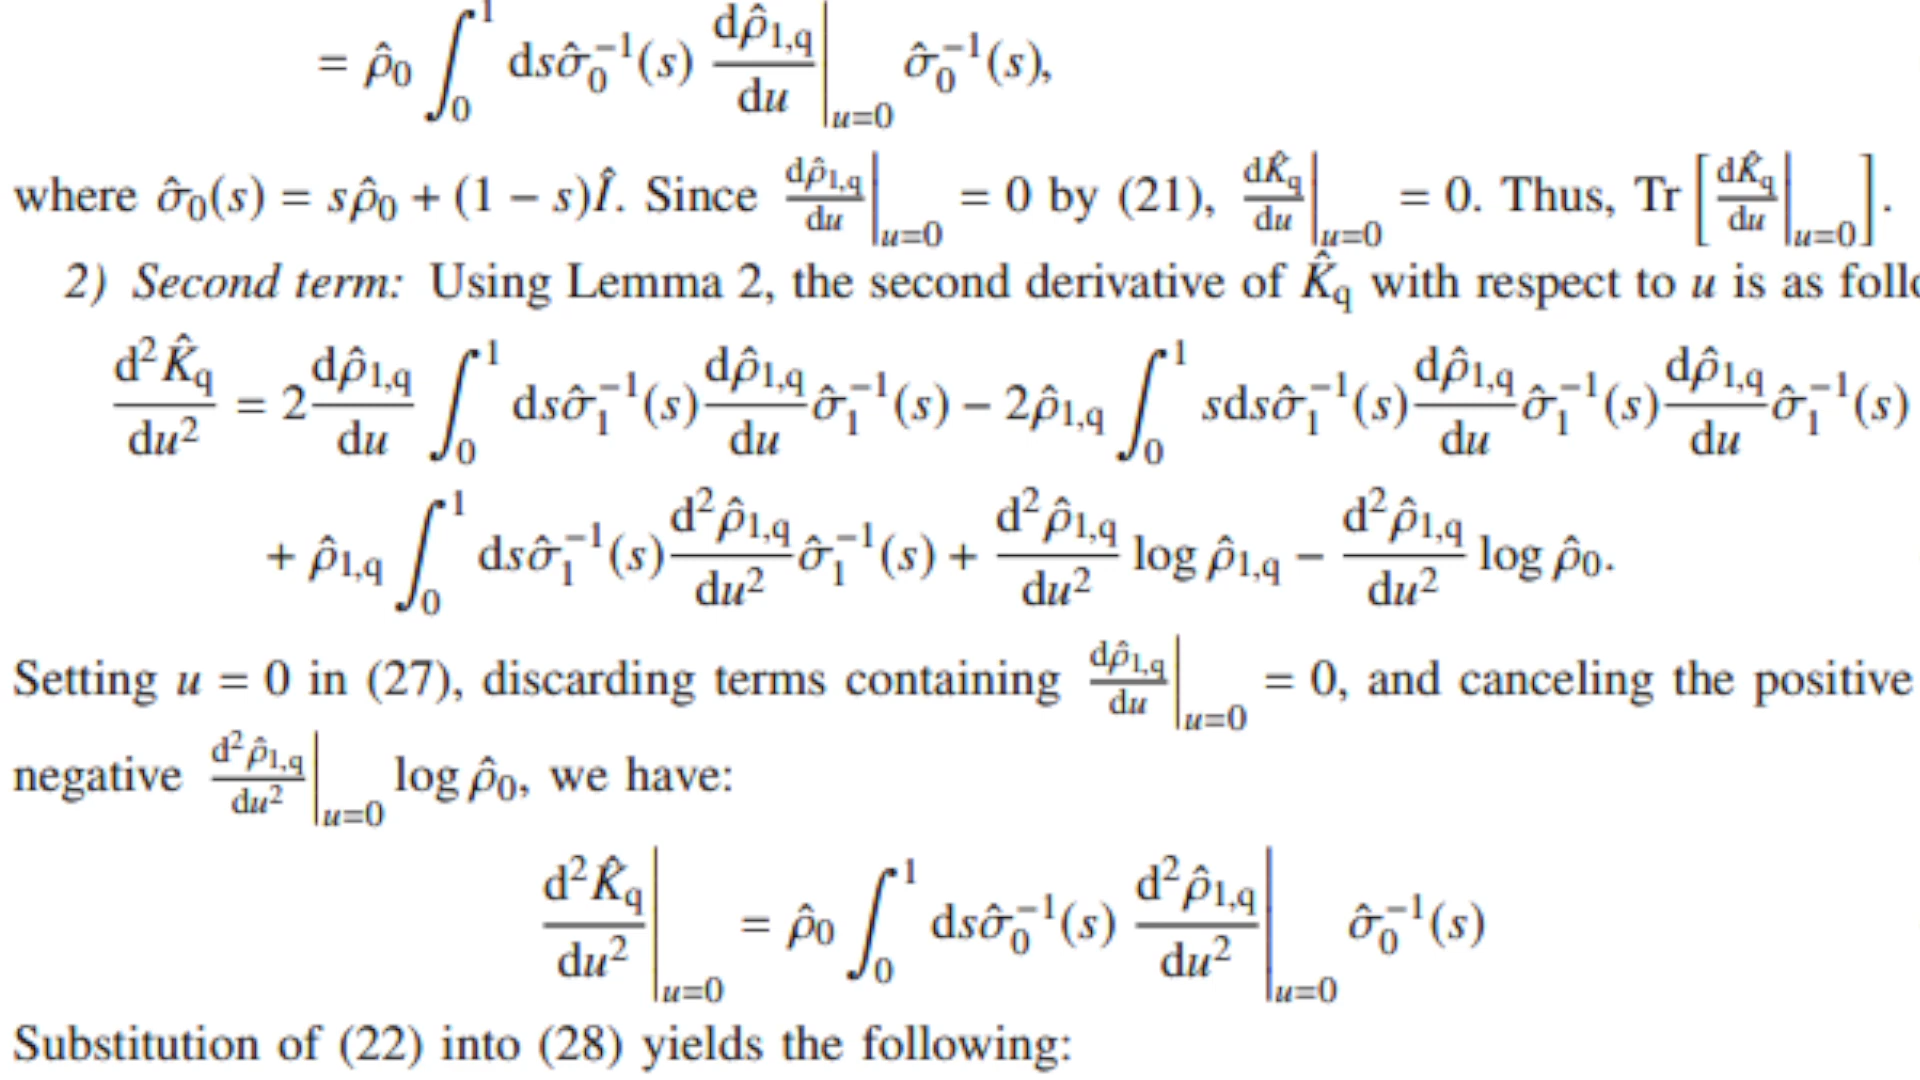 = ρ̂₀ ∫₀¹ dsσ̂₀⁻¹(s) dρ̂₁,q/du |u=0 σ̂₀⁻¹(s),
where σ̂₀(s) = sρ̂₀ + (1 − s)Î. Since dρ̂₁,q/du |u=0 = 0 by (21), dK̂q/du |u=0 = 0. Thus, Tr [dK̂q/du |u=0].
2) Second term: Using Lemma 2, the second derivative of K̂q with respect to u is as follo
d²K̂q/du² = 2 dρ̂₁,q/du ∫₀¹ dsσ̂₁⁻¹(s) dρ̂₁,q/du σ̂₁⁻¹(s) − 2ρ̂₁,q ∫₀¹ sdsσ̂₁⁻¹(s) dρ̂₁,q/du σ̂₁⁻¹(s) dρ̂₁,q/du σ̂₁⁻¹(s)
+ ρ̂₁,q ∫₀¹ dsσ̂₁⁻¹(s) d²ρ̂₁,q/du² σ̂₁⁻¹(s) + d²ρ̂₁,q/du² log ρ̂₁,q − d²ρ̂₁,q/du² log ρ̂₀.
Setting u = 0 in (27), discarding terms containing dρ̂₁,q/du |u=0 = 0, and canceling the positive
negative d²ρ̂₁,q/du² |u=0 log ρ̂₀, we have:
d²K̂q/du² |u=0 = ρ̂₀ ∫₀¹ dsσ̂₀⁻¹(s) d²ρ̂₁,q/du² |u=0 σ̂₀⁻¹(s)
Substitution of (22) into (28) yields the following: